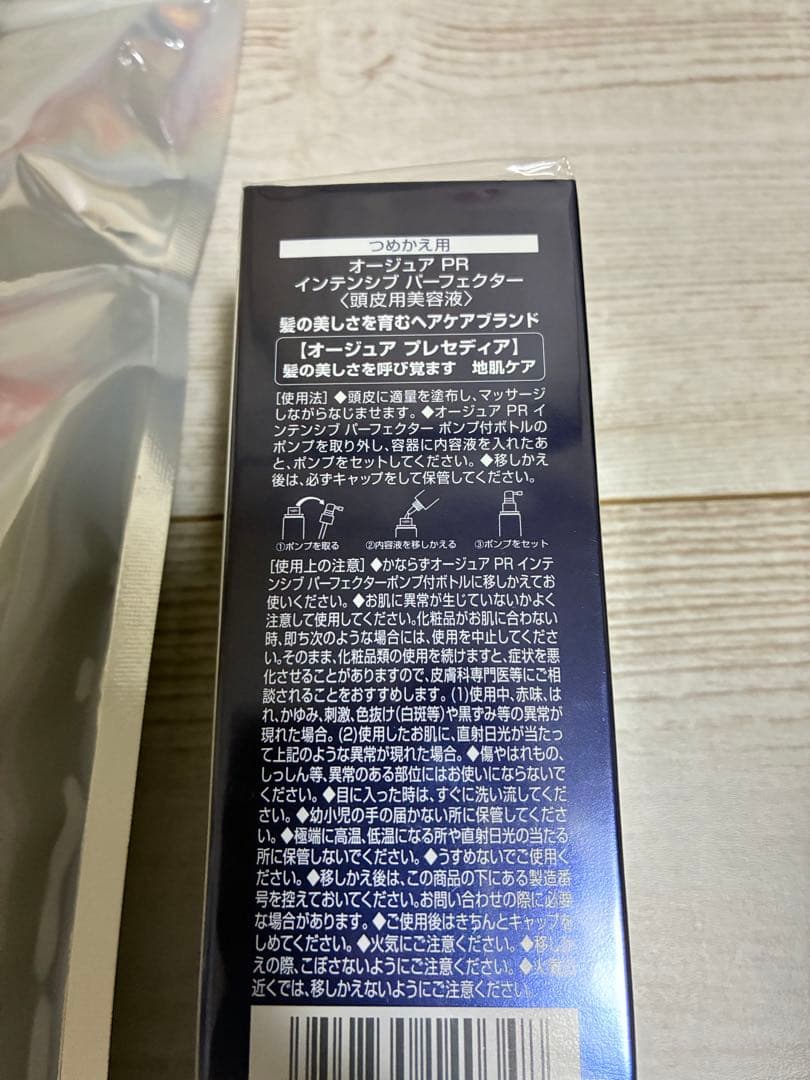 つめかえ用
オージュア PR
インテンシブ パーフェクター
〈頭皮用美容液〉
髪の美しさを育むヘアケアブランド
【オージュア プレセディア】
髪の美しさを呼び覚ます 地肌ケア
[使用法] ◆頭皮に適量を塗布し、マッサージ
しながらなじませます。◆オージュア PR イ
ンテンシブ パーフェクター ポンプ付ボトルの
ポンプを取り外し、容器に内容液を入れたあ
と、ポンプをセットしてください。◆移しかえ
後は、必ずキャップをして保管してください。
①ポンプを取る ②内容液を移しかえる ③ポンプをセット
[使用上の注意] ◆かならずオージュア PR インテ
ンシブ パーフェクターポンプ付ボトルに移しかえてお
使いください。◆お肌に異常が生じていないかよく
注意して使用してください。化粧品がお肌に合わない
時、即ち次のような場合には、使用を中止してくださ
い。そのまま、化粧品類の使用を続けますと、症状を悪
化させることがありますので、皮膚科専門医等にご相
談されることをおすすめします。(1)使用中、赤味、は
れ、かゆみ、刺激、色抜け(白斑等)や黒ずみ等の異常が
現れた場合。(2)使用したお肌に、直射日光が当たっ
て上記のような異常が現れた場合。◆傷やはれもの、
しっしん等、異常のある部位にはお使いにならないで
ください。◆目に入った時は、すぐに洗い流してくだ
さい。◆幼小児の手の届かない所に保管してくださ
い。◆極端に高温、低温になる所や直射日光の当たる
所に保管しないでください。◆うすめないでご使用く
ださい。◆移しかえ後は、この商品の下にある製造番
号を控えておいてください。お問い合わせの際に必要
な場合があります。◆ご使用後はきちんとキャップを
しめてください。◆火気にご注意ください。◆移しか
えの際、こぼさないようにご注意ください。◆火気の
近くでは、移しかえないようにご注意ください。